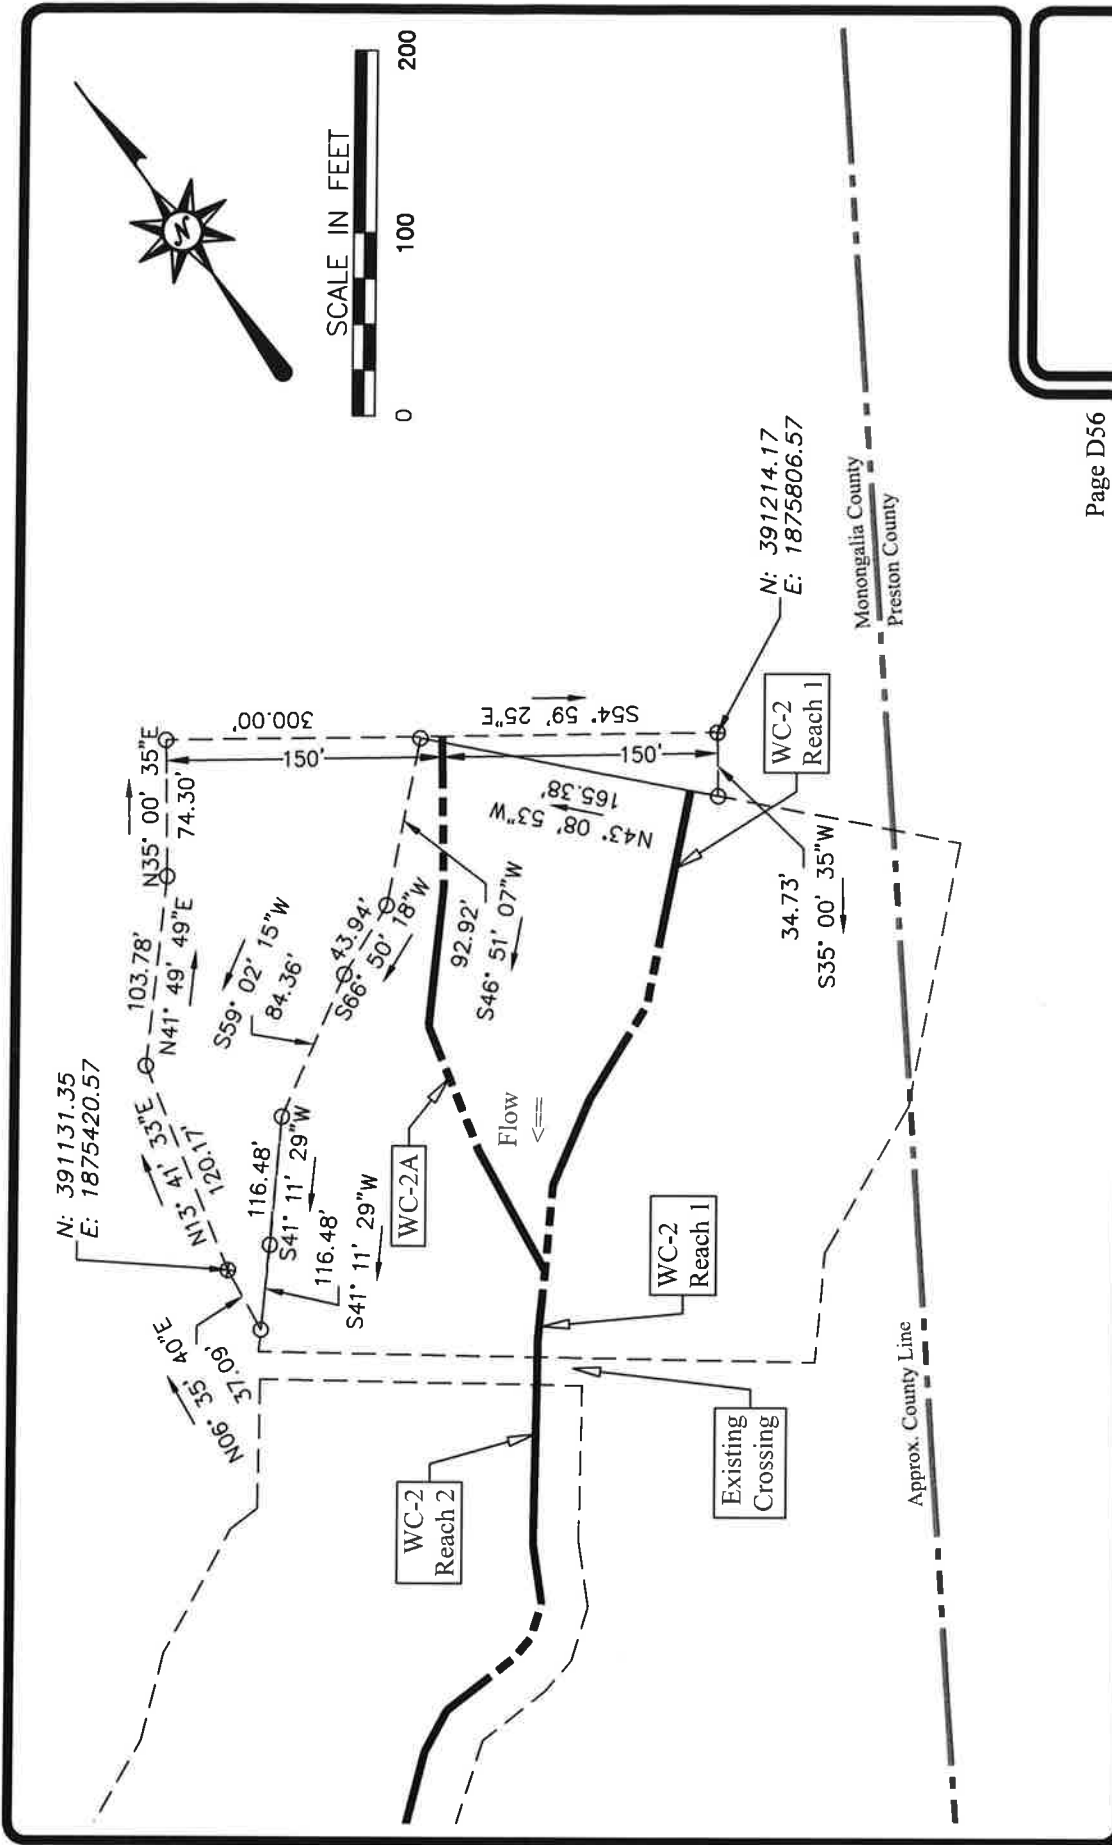 N
SCALE IN FEET
0 100 200
N: 391131.35
E: 1875420.57
N06° 35' 40"E
37.09'
N13° 41' 33"E
120.17'
103.78'
N41° 49' 49"E
N35° 00' 35"E
74.30'
300.00'
S54° 59' 25"E
150'
150'
S59° 02' 15"W
84.36'
43.94'
S66° 50' 18"W
116.48'
S41° 11' 29"W
116.48'
S41° 11' 29"W
92.92'
S46° 51' 07"W
N43° 08' 53"W
165.38'
N: 391214.17
E: 1875806.57
34.73'
S35° 00' 35"W
WC-2A
Flow
<==
WC-2
Reach 1
WC-2
Reach 1
WC-2
Reach 2
Existing
Crossing
Approx. County Line
Monongalia County
Preston County
Page D56